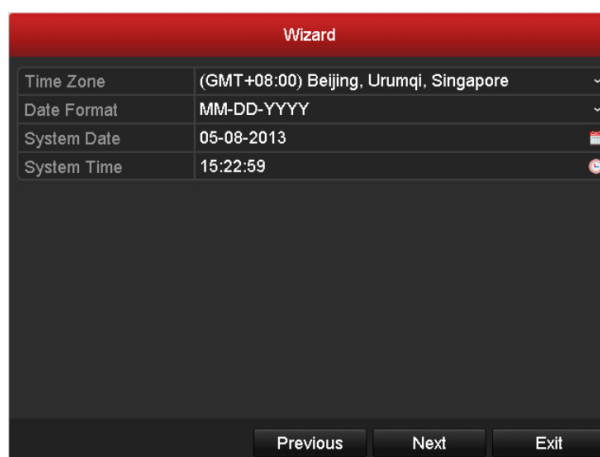 Wizard
Time Zone (GMT+08:00) Beijing, Urumqi, Singapore
Date Format MM-DD-YYYY
System Date 05-08-2013
System Time 15:22:59
Previous Next Exit